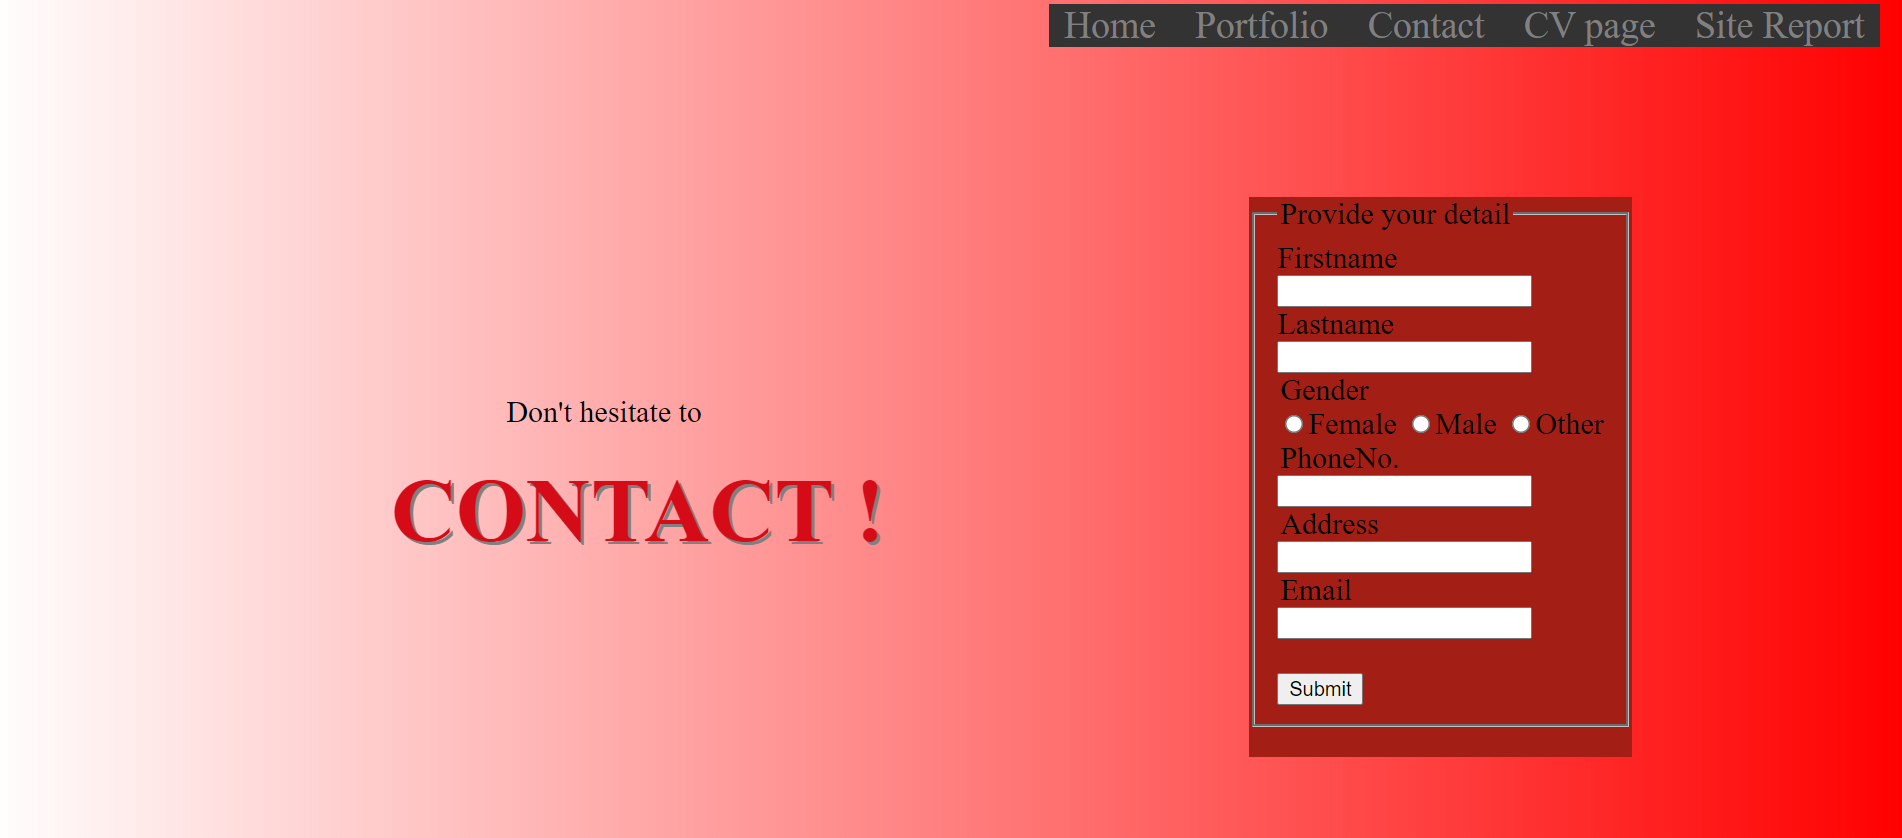 Home Portfolio Contact CV page Site Report
Don't hesitate to
CONTACT !
Provide your detail
Firstname
Lastname
Gender
Female Male Other
PhoneNo.
Address
Email
Submit